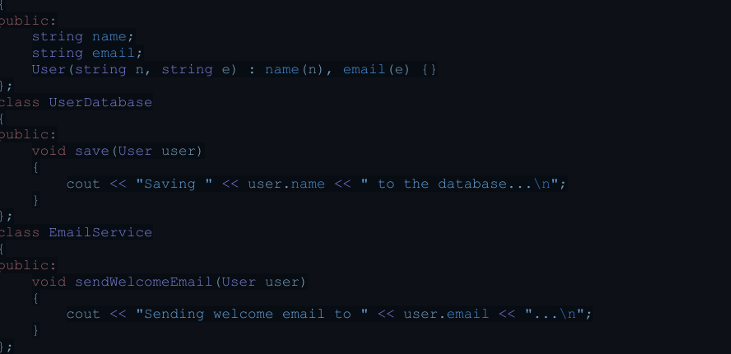 {
public:
    string name;
    string email;
    User(string n, string e) : name(n), email(e) {}
};
class UserDatabase
{
public:
    void save(User user)
    {
        cout << "Saving " << user.name << " to the database...\n";
    }
};
class EmailService
{
public:
    void sendWelcomeEmail(User user)
    {
        cout << "Sending welcome email to " << user.email << "...\n";
    }
};